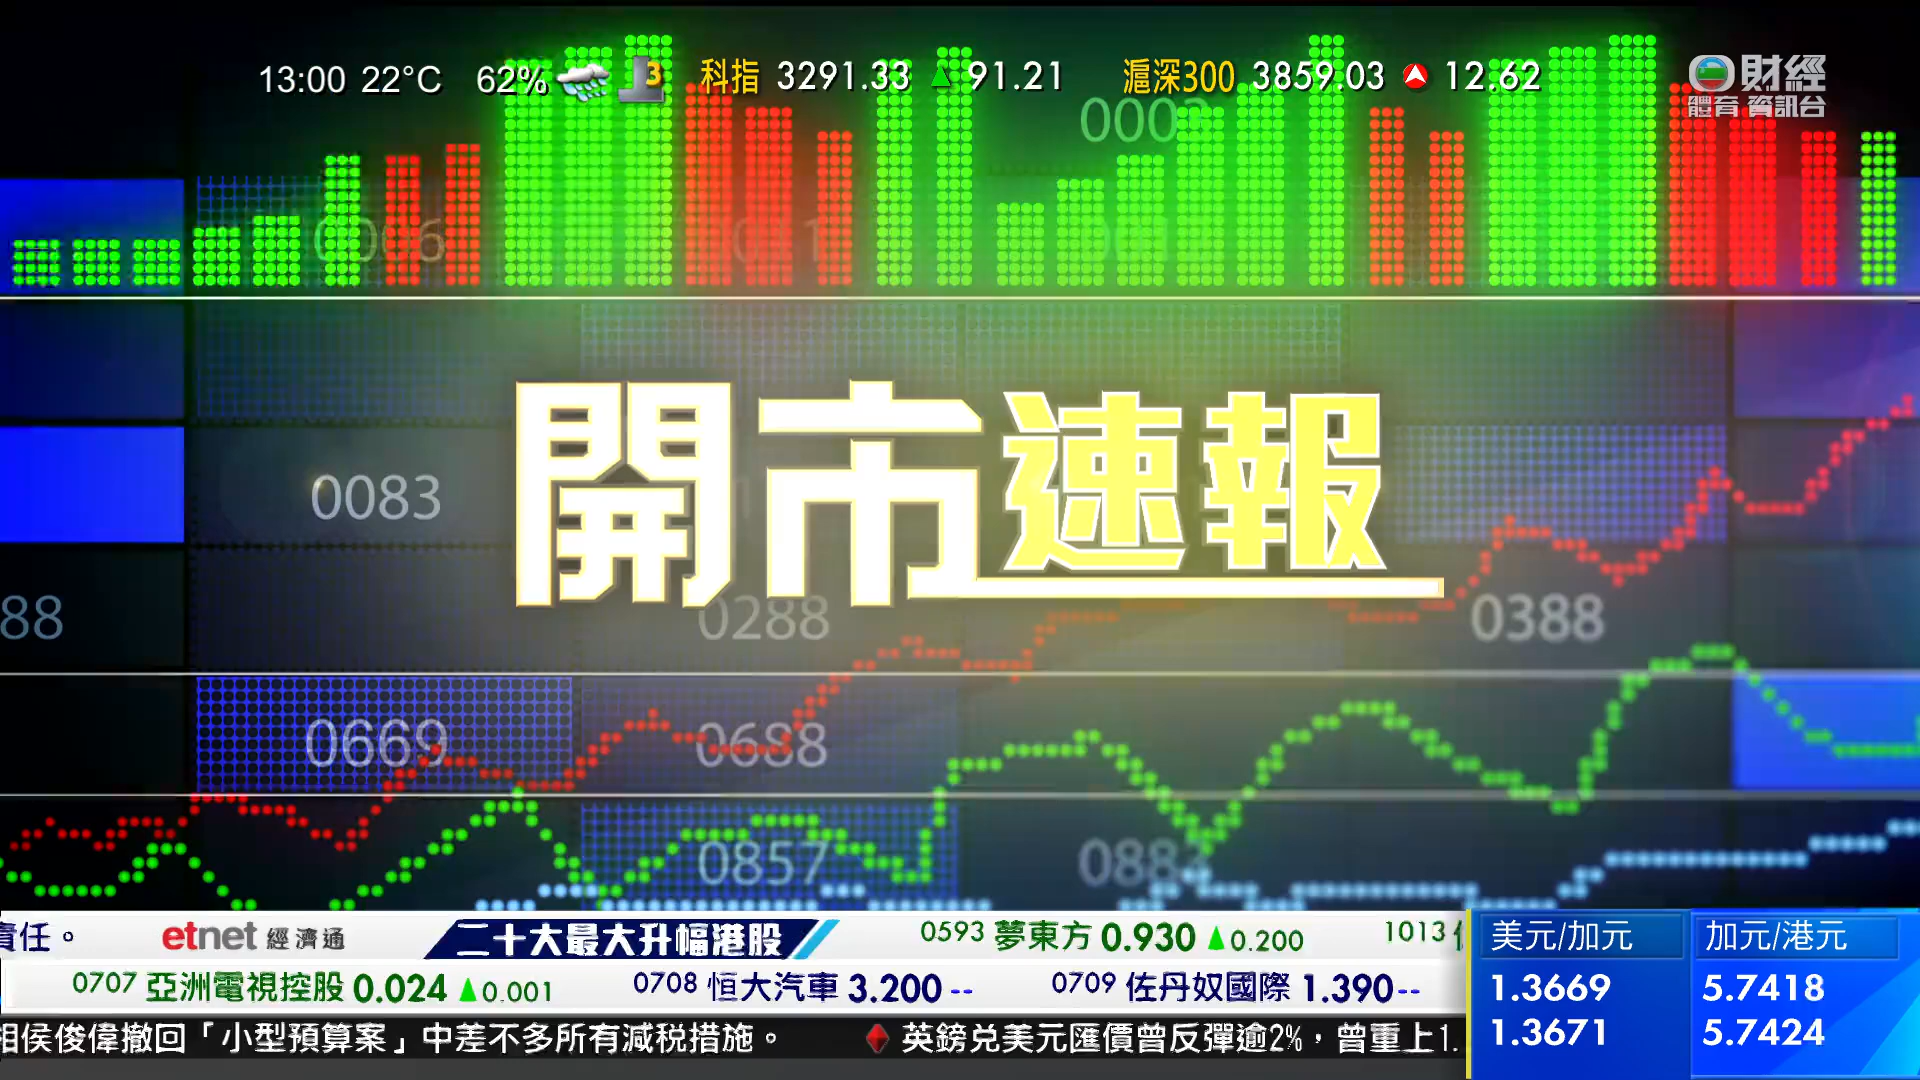 13:00 22°C 62% 3 科指 3291.33 ▲ 91.21 滬深300 3859.03 ▲ 12.62
財經
體育 資訊台
0006
0011
0083
開市速報
88
0288
0388
0669
0688
0857
0883
責任。 etnet 經濟通 二十大最大升幅港股 0593 夢東方 0.930 ▲ 0.200 1013
0707 亞洲電視控股 0.024 ▲ 0.001 0708 恒大汽車 3.200 -- 0709 佐丹奴國際 1.390 --
相侯俊偉撤回「小型預算案」中差不多所有減税措施。 ◆ 英鎊兌美元匯價曾反彈逾2%，曾重上1.
美元/加元 加元/港元
1.3669 5.7418
1.3671 5.7424